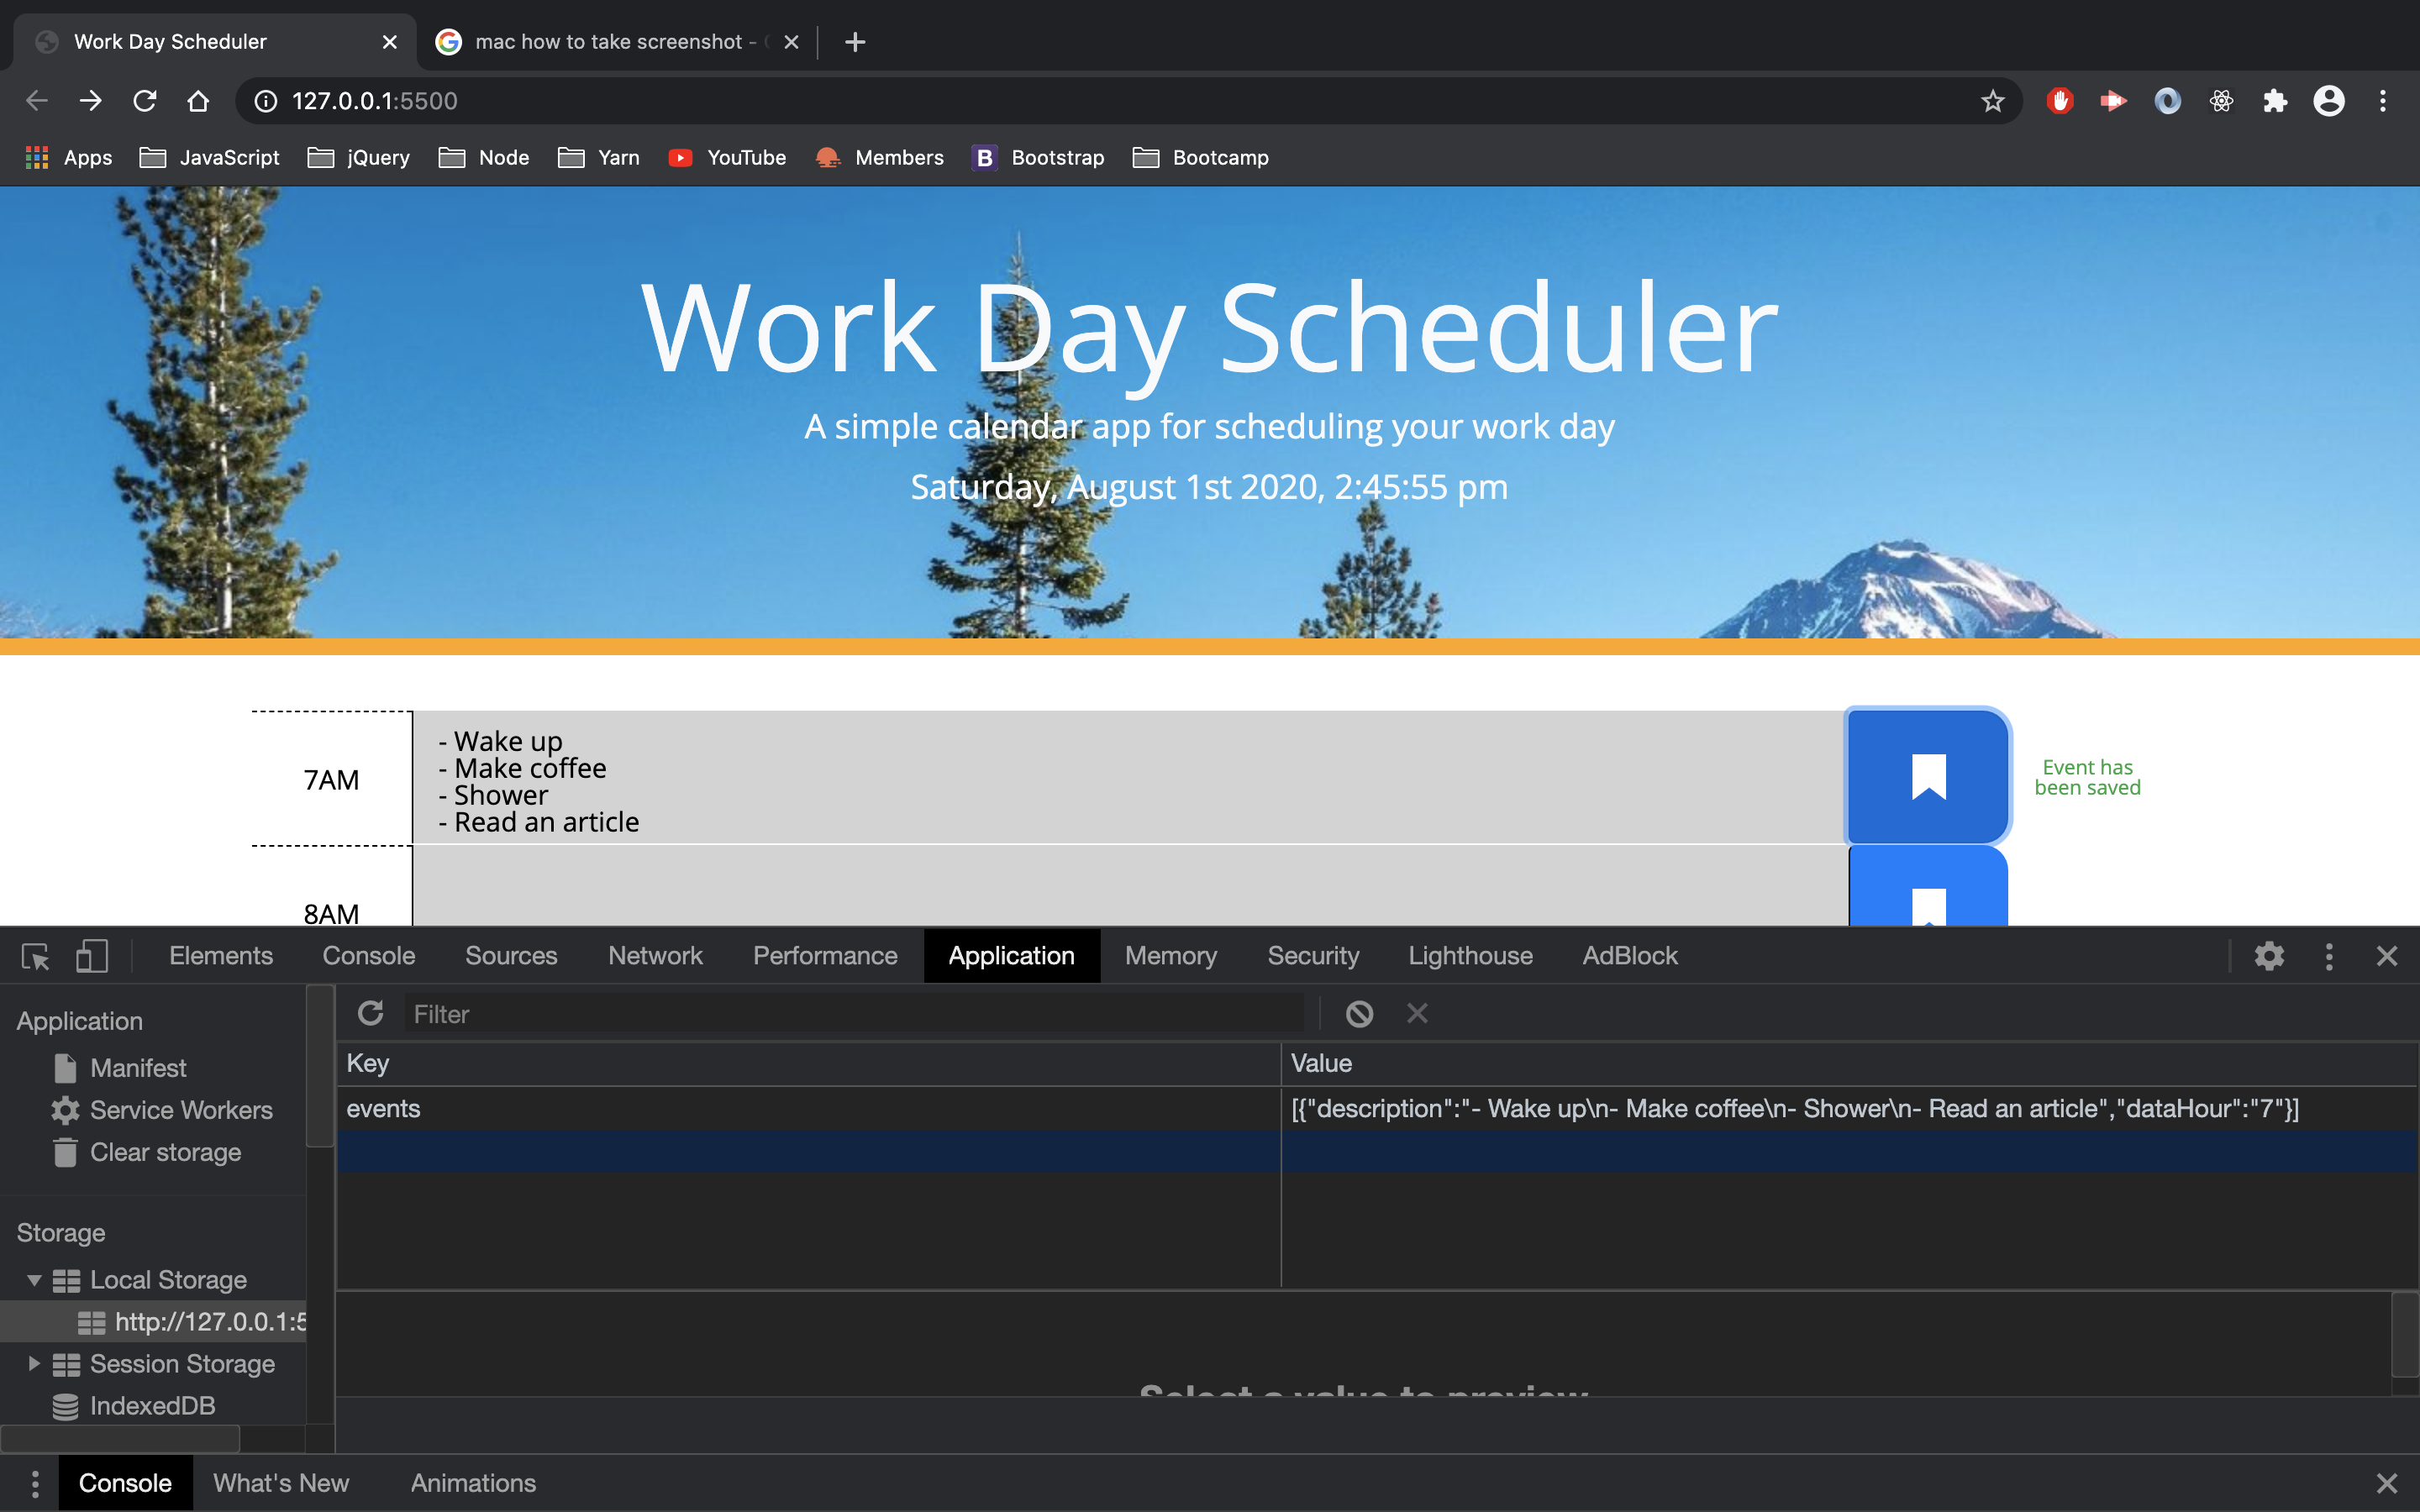 Work Day Scheduler
mac how to take screenshot -
127.0.0.1:5500
Apps JavaScript jQuery Node Yarn YouTube Members B Bootstrap Bootcamp
Work Day Scheduler
A simple calendar app for scheduling your work day
Saturday, August 1st 2020, 2:45:55 pm
7AM
- Wake up
- Make coffee
- Shower
- Read an article
Event has
been saved
8AM
Elements Console Sources Network Performance Application Memory Security Lighthouse AdBlock
Application
Manifest
Service Workers
Clear storage
Storage
Local Storage
http://127.0.0.1:5
Session Storage
IndexedDB
Filter
Key Value
events [{"description":"- Wake up\n- Make coffee\n- Shower\n- Read an article","dataHour":"7"}]
Select a value to preview
Console What's New Animations